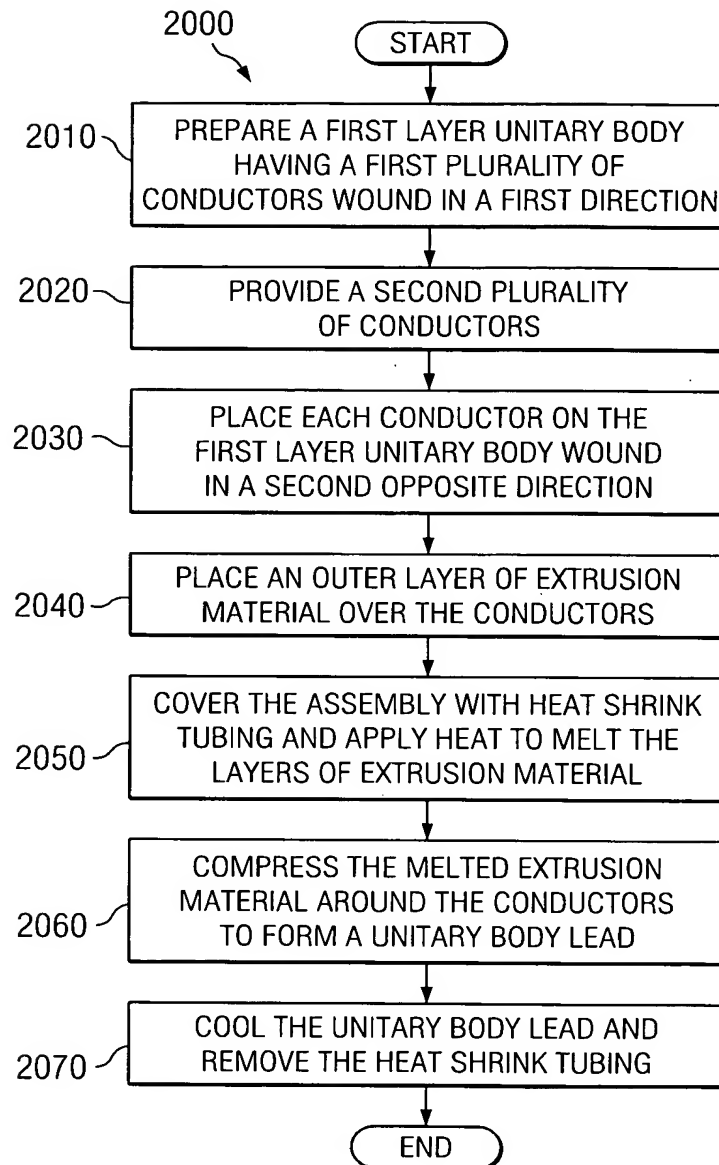 2000
START
2010
PREPARE A FIRST LAYER UNITARY BODY
HAVING A FIRST PLURALITY OF
CONDUCTORS WOUND IN A FIRST DIRECTION
2020
PROVIDE A SECOND PLURALITY
OF CONDUCTORS
2030
PLACE EACH CONDUCTOR ON THE
FIRST LAYER UNITARY BODY WOUND
IN A SECOND OPPOSITE DIRECTION
2040
PLACE AN OUTER LAYER OF EXTRUSION
MATERIAL OVER THE CONDUCTORS
2050
COVER THE ASSEMBLY WITH HEAT SHRINK
TUBING AND APPLY HEAT TO MELT THE
LAYERS OF EXTRUSION MATERIAL
2060
COMPRESS THE MELTED EXTRUSION
MATERIAL AROUND THE CONDUCTORS
TO FORM A UNITARY BODY LEAD
2070
COOL THE UNITARY BODY LEAD AND
REMOVE THE HEAT SHRINK TUBING
END